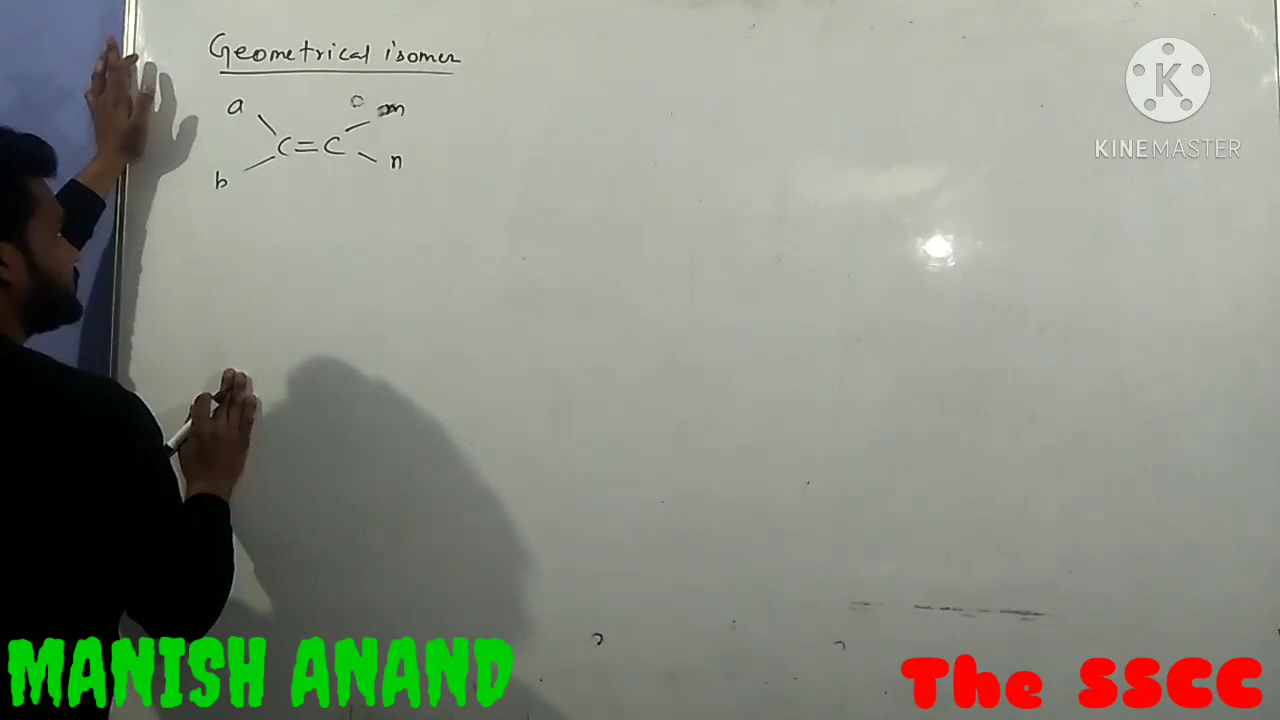 Geometrical isomer
a m
C=C
b n
K
KINEMASTER
MANISH ANAND
The SSCC